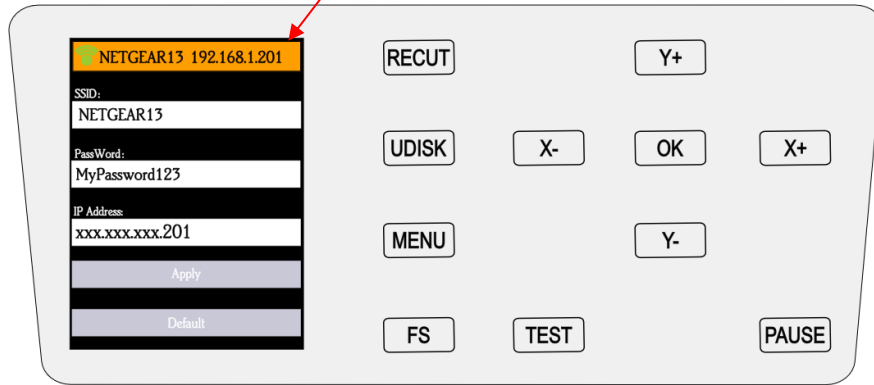 NETGEAR13 192.168.1.201
SSID:
NETGEAR13
PassWord:
MyPassword123
IP Address:
xxx.xxx.xxx.201
Apply
Default
RECUT
Y+
UDISK
X-
OK
X+
MENU
Y-
FS
TEST
PAUSE